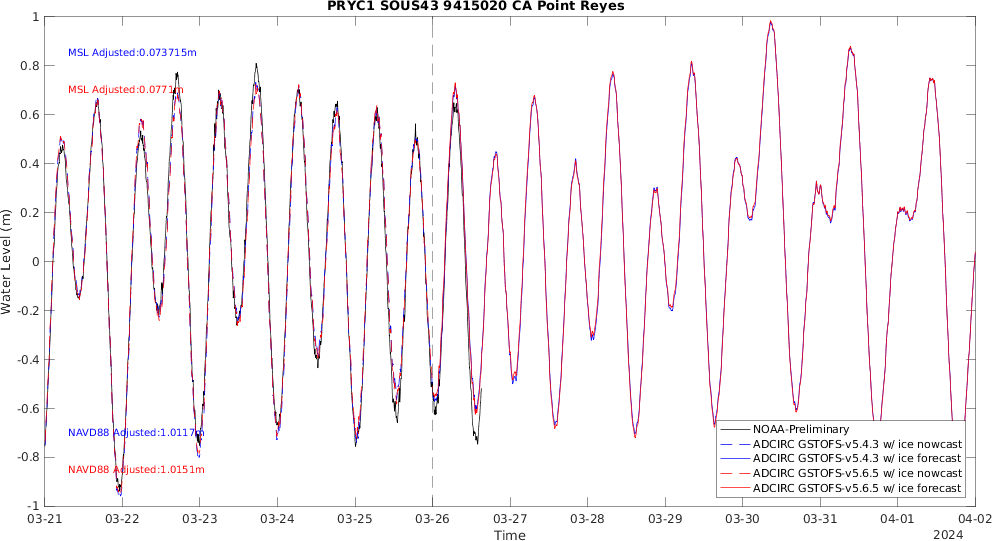 PRYC1 SOUS43 9415020 CA Point Reyes
MSL Adjusted:0.073715m
MSL Adjusted:0.0771m
NAVD88 Adjusted:1.0117m
NAVD88 Adjusted:1.0151m
Water Level (m)
1
0.8
0.6
0.4
0.2
0
-0.2
-0.4
-0.6
-0.8
-1
NOAA-Preliminary
ADCIRC GSTOFS-v5.4.3 w/ ice nowcast
ADCIRC GSTOFS-v5.4.3 w/ ice forecast
ADCIRC GSTOFS-v5.6.5 w/ ice nowcast
ADCIRC GSTOFS-v5.6.5 w/ ice forecast
03-21 03-22 03-23 03-24 03-25 03-26 03-27 03-28 03-29 03-30 03-31 04-01 04-02
Time
2024